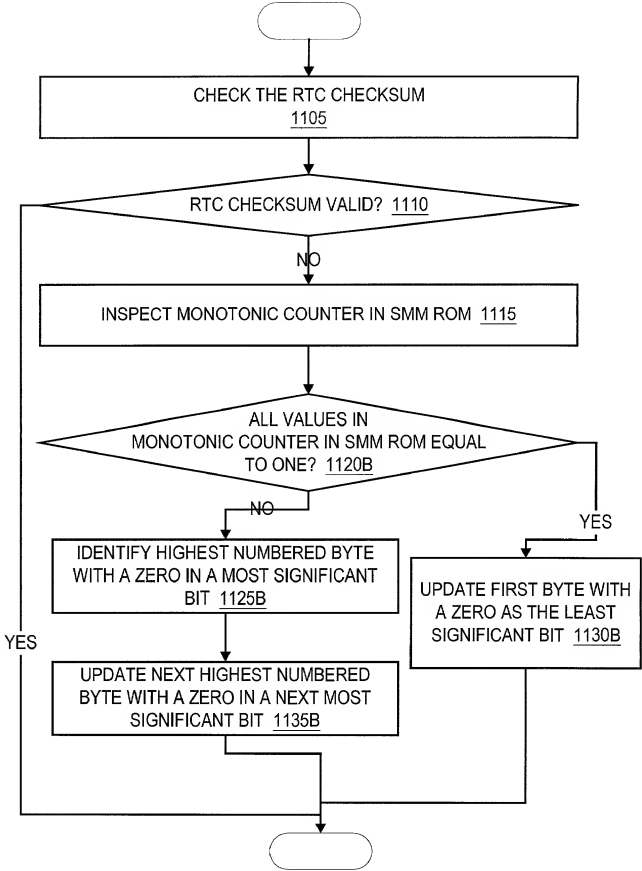 CHECK THE RTC CHECKSUM
1105
RTC CHECKSUM VALID? 1110
NO
INSPECT MONOTONIC COUNTER IN SMM ROM 1115
ALL VALUES IN
MONOTONIC COUNTER IN SMM ROM EQUAL
TO ONE? 1120B
NO
YES
IDENTIFY HIGHEST NUMBERED BYTE
WITH A ZERO IN A MOST SIGNIFICANT
BIT 1125B
UPDATE FIRST BYTE WITH
A ZERO AS THE LEAST
SIGNIFICANT BIT 1130B
YES
UPDATE NEXT HIGHEST NUMBERED
BYTE WITH A ZERO IN A NEXT MOST
SIGNIFICANT BIT 1135B